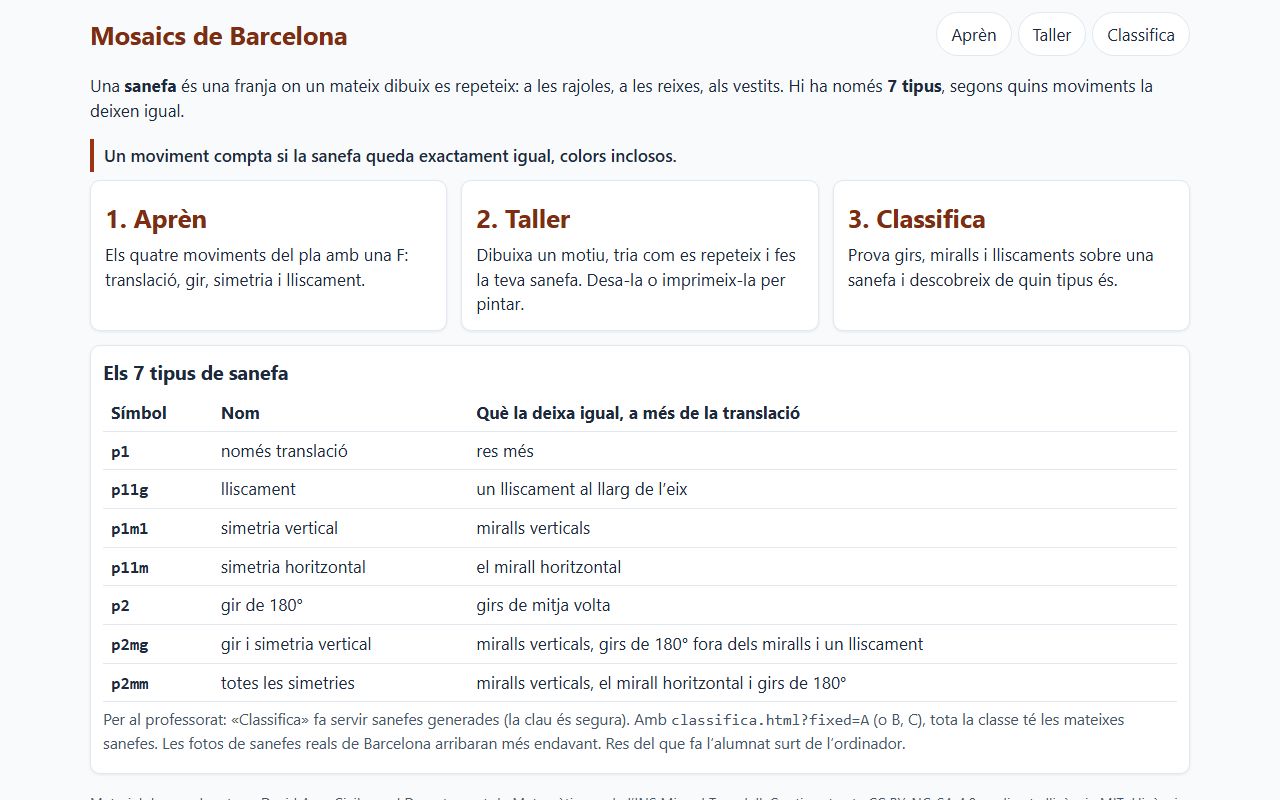 Mosaics de Barcelona
Aprèn
Taller
Classifica
Una sanefa és una franja on un mateix dibuix es repeteix: a les rajoles, a les reixes, als vestits. Hi ha només 7 tipus, segons quins moviments la
deixen igual.
Un moviment compta si la sanefa queda exactament igual, colors inclosos.
1. Aprèn
Els quatre moviments del pla amb una F:
translació, gir, simetria i lliscament.
2. Taller
Dibuixa un motiu, tria com es repeteix i fes
la teva sanefa. Desa-la o imprimeix-la per
pintar.
3. Classifica
Prova girs, miralls i lliscaments sobre una
sanefa i descobreix de quin tipus és.
Els 7 tipus de sanefa
Símbol Nom Què la deixa igual, a més de la translació
p1 només translació res més
p11g lliscament un lliscament al llarg de l’eix
p1m1 simetria vertical miralls verticals
p11m simetria horitzontal el mirall horitzontal
p2 gir de 180° girs de mitja volta
p2mg gir i simetria vertical miralls verticals, girs de 180° fora dels miralls i un lliscament
p2mm totes les simetries miralls verticals, el mirall horitzontal i girs de 180°
Per al professorat: «Classifica» fa servir sanefes generades (la clau és segura). Amb classifica.html?fixed=A (o B, C), tota la classe té les mateixes
sanefes. Les fotos de sanefes reals de Barcelona arribaran més endavant. Res del que fa l’alumnat surt de l’ordinador.